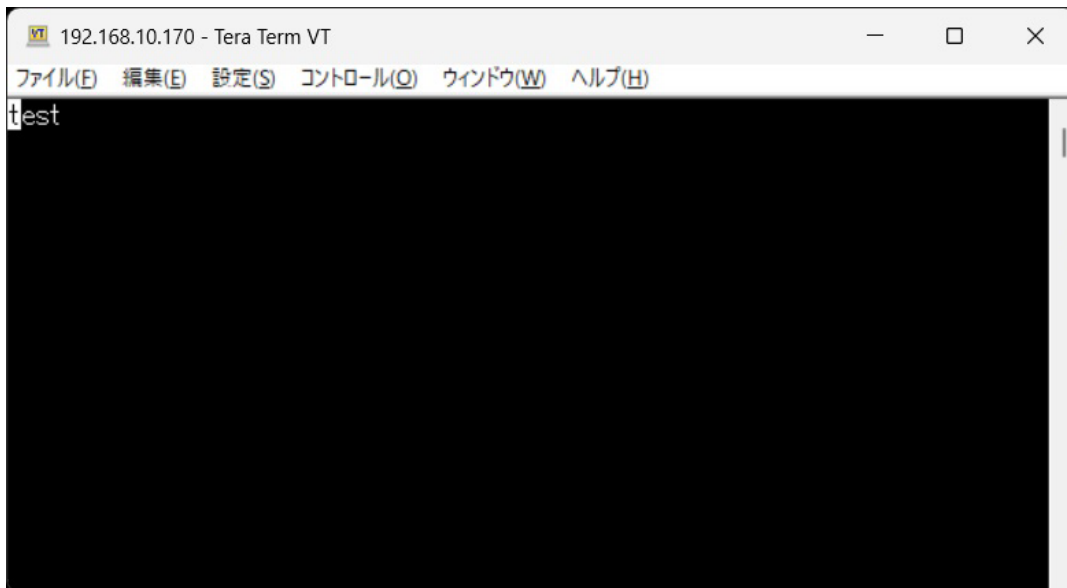 192.168.10.170 - Tera Term VT
ファイル(F) 編集(E) 設定(S) コントロール(O) ウィンドウ(W) ヘルプ(H)
test